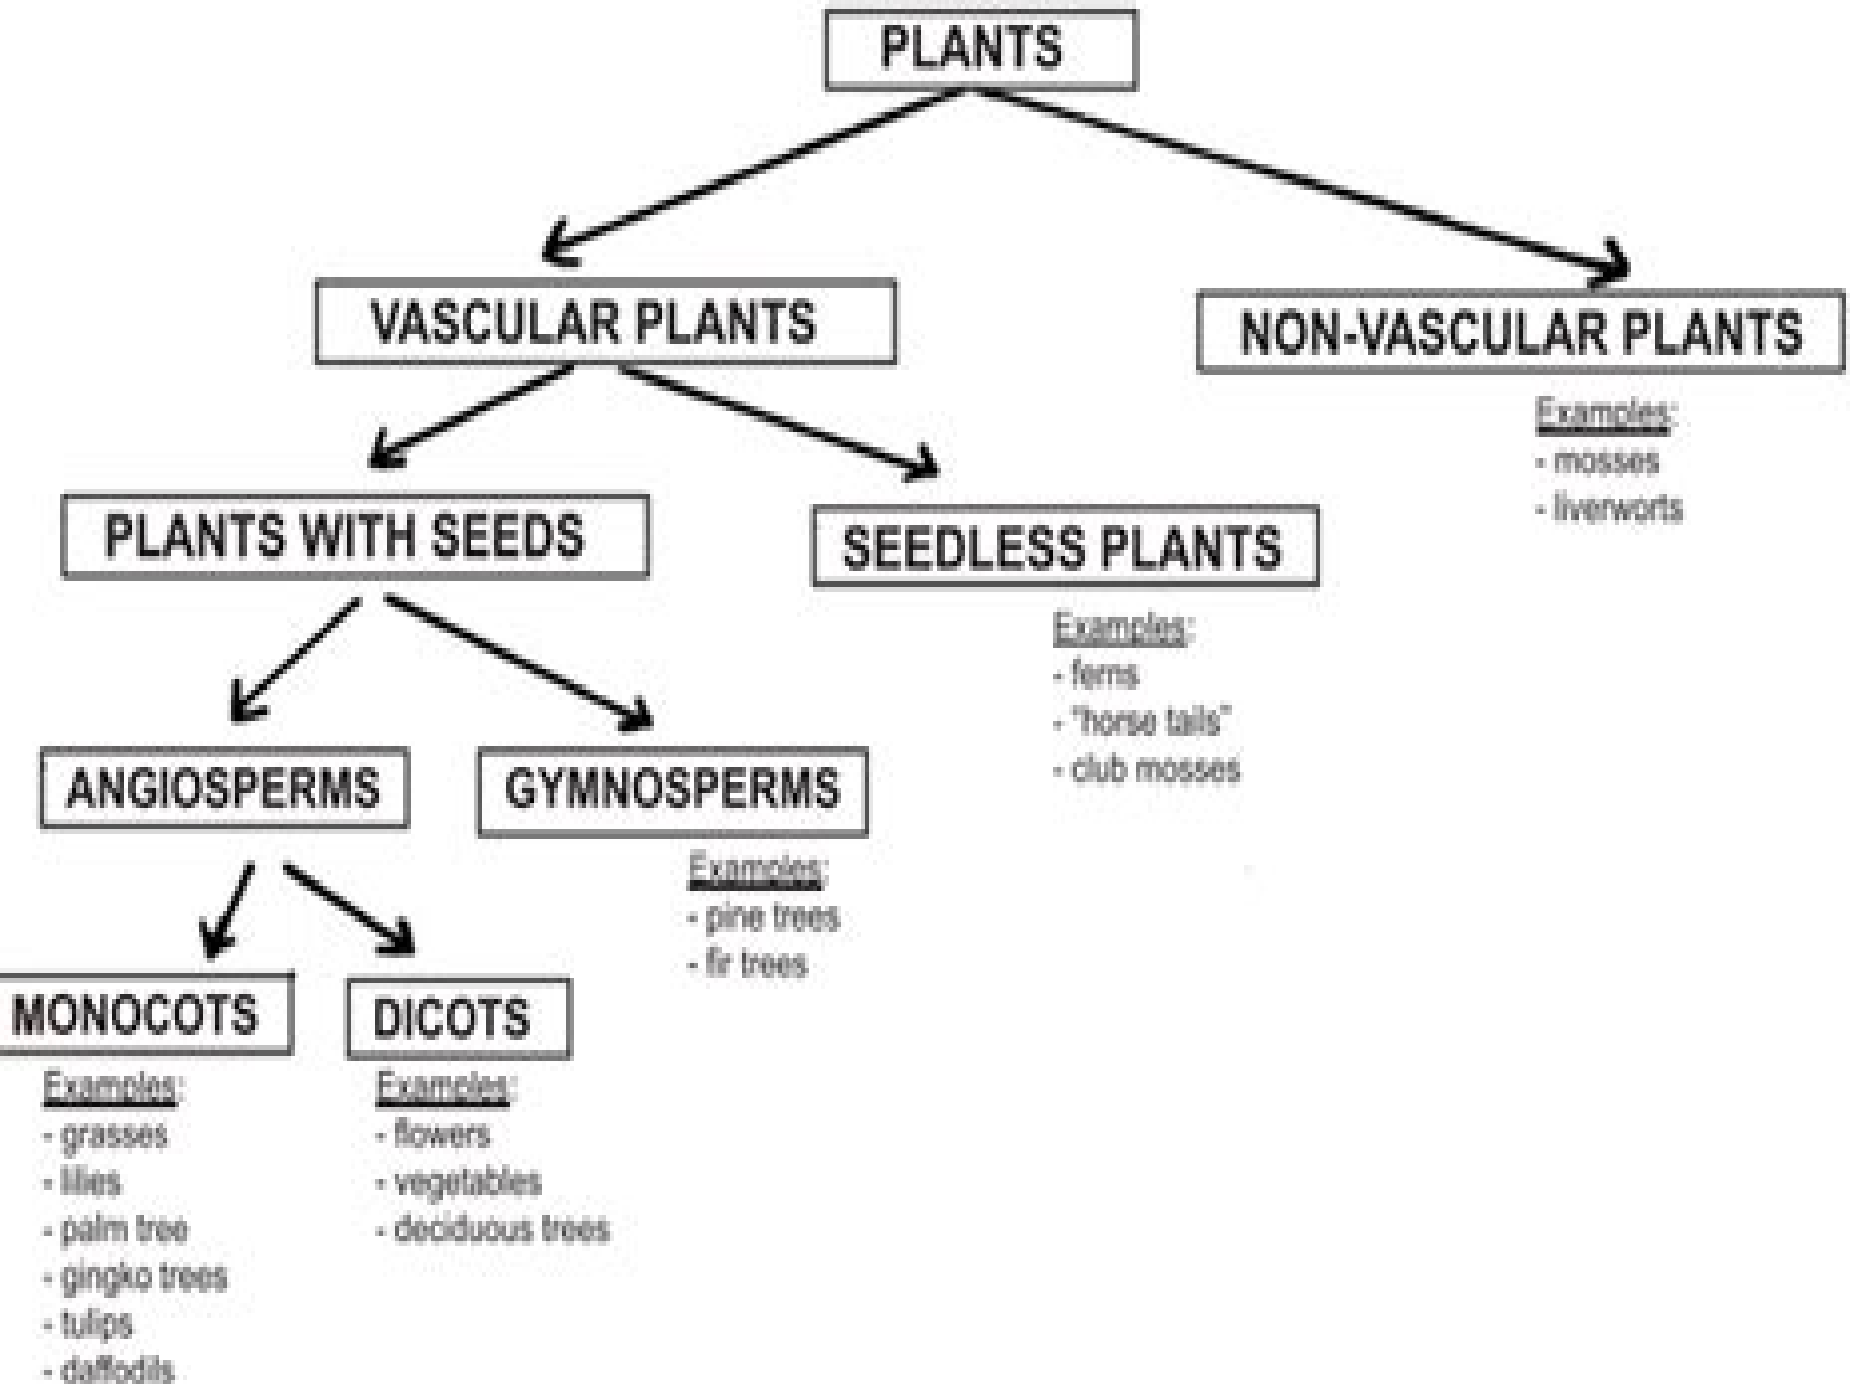 PLANTS
VASCULAR PLANTS
NON-VASCULAR PLANTS
Examples:
- mosses
- liverworts
PLANTS WITH SEEDS
SEEDLESS PLANTS
Examples:
- ferns
- "horse tails"
- club mosses
ANGIOSPERMS
GYMNOSPERMS
Examples:
- pine trees
- fir trees
MONOCOTS
DICOTS
Examples:
- grasses
- lilies
- palm tree
- gingko trees
- tulips
- daffodils
Examples:
- flowers
- vegetables
- deciduous trees